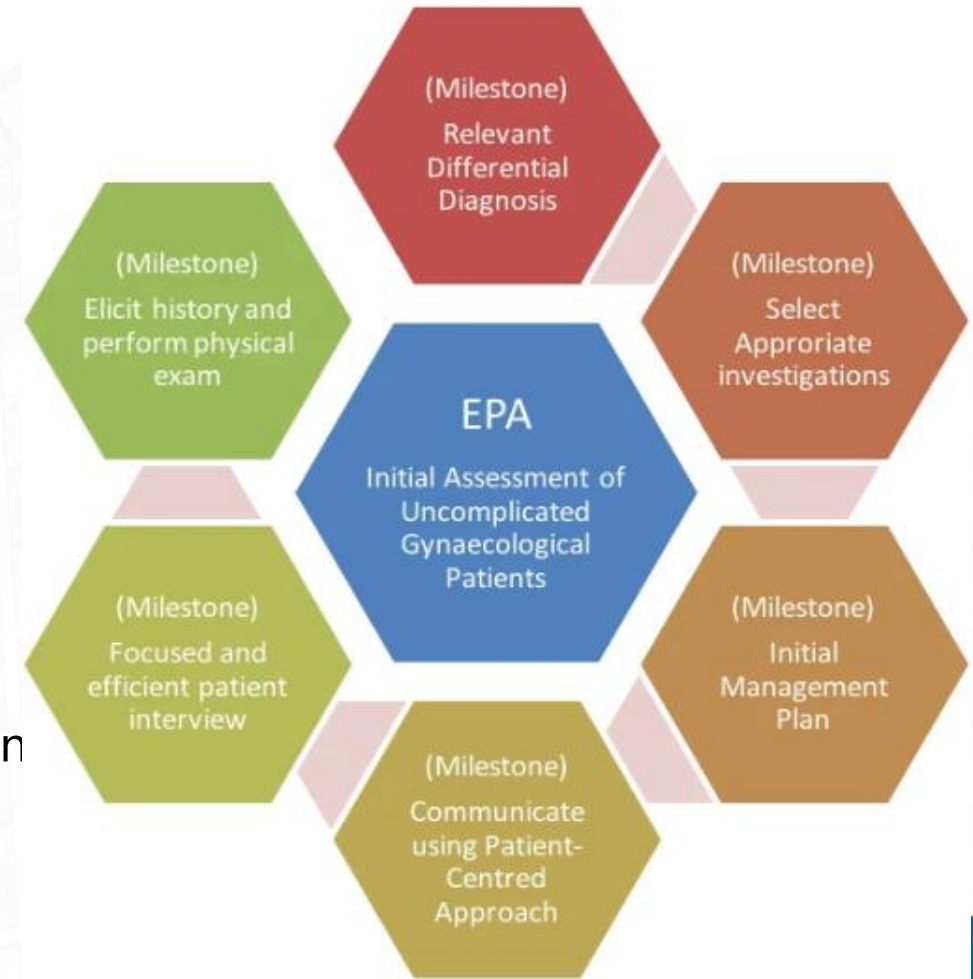 (Milestone)
Relevant
Differential
Diagnosis
(Milestone)
Elicit history and
perform physical
exam
(Milestone)
Select
Approriate
investigations
EPA
Initial Assessment of
Uncomplicated
Gynaecological
Patients
(Milestone)
Focused and
efficient patient
interview
(Milestone)
Initial
Management
Plan
(Milestone)
Communicate
using Patient-
Centred
Approach
n